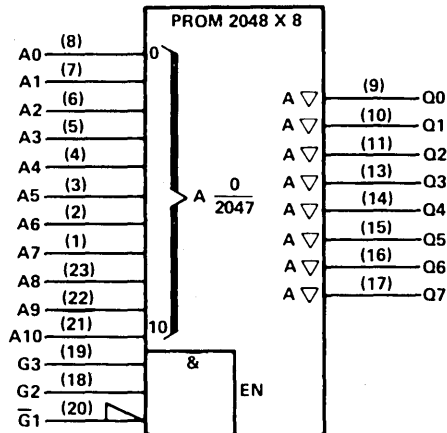 PROM 2048 X 8
A0 (8) 0
A1 (7)
A2 (6)
A3 (5)
A4 (4)
A5 (3)
A6 (2)
A7 (1)
A8 (23)
A9 (22)
A10 (21) 10
A 0
2047
G3 (19)
G2 (18)
G̅1 (20)
&
EN
A ▽ (9) Q0
A ▽ (10) Q1
A ▽ (11) Q2
A ▽ (13) Q3
A ▽ (14) Q4
A ▽ (15) Q5
A ▽ (16) Q6
A ▽ (17) Q7